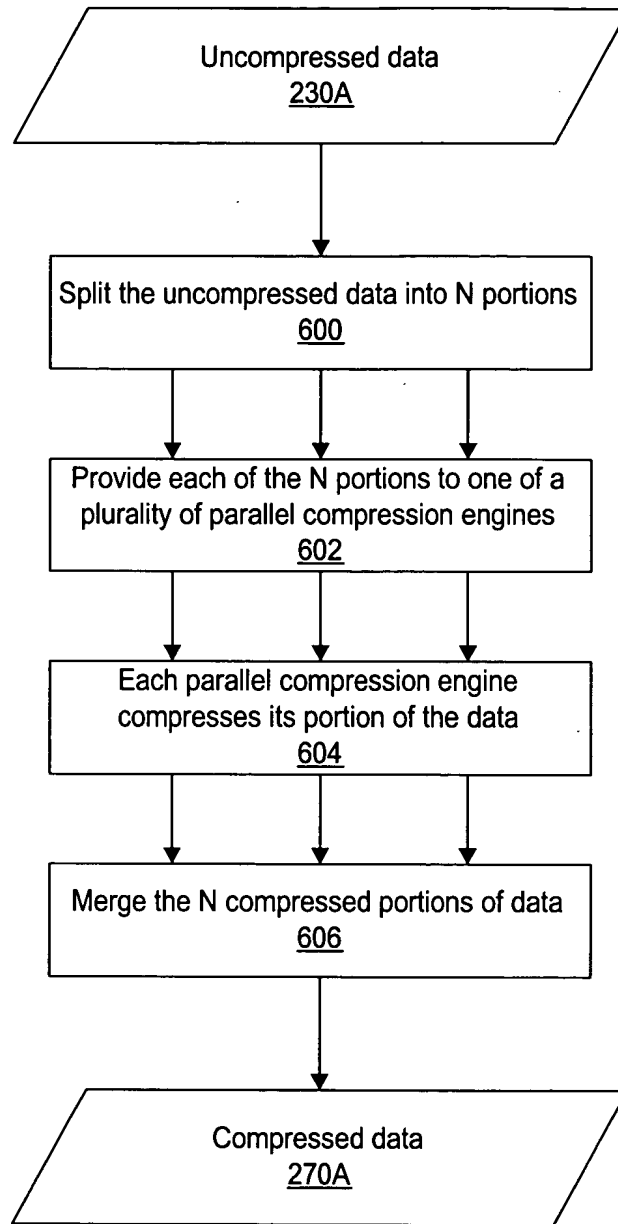 Uncompressed data
230A
Split the uncompressed data into N portions
600
Provide each of the N portions to one of a
plurality of parallel compression engines
602
Each parallel compression engine
compresses its portion of the data
604
Merge the N compressed portions of data
606
Compressed data
270A